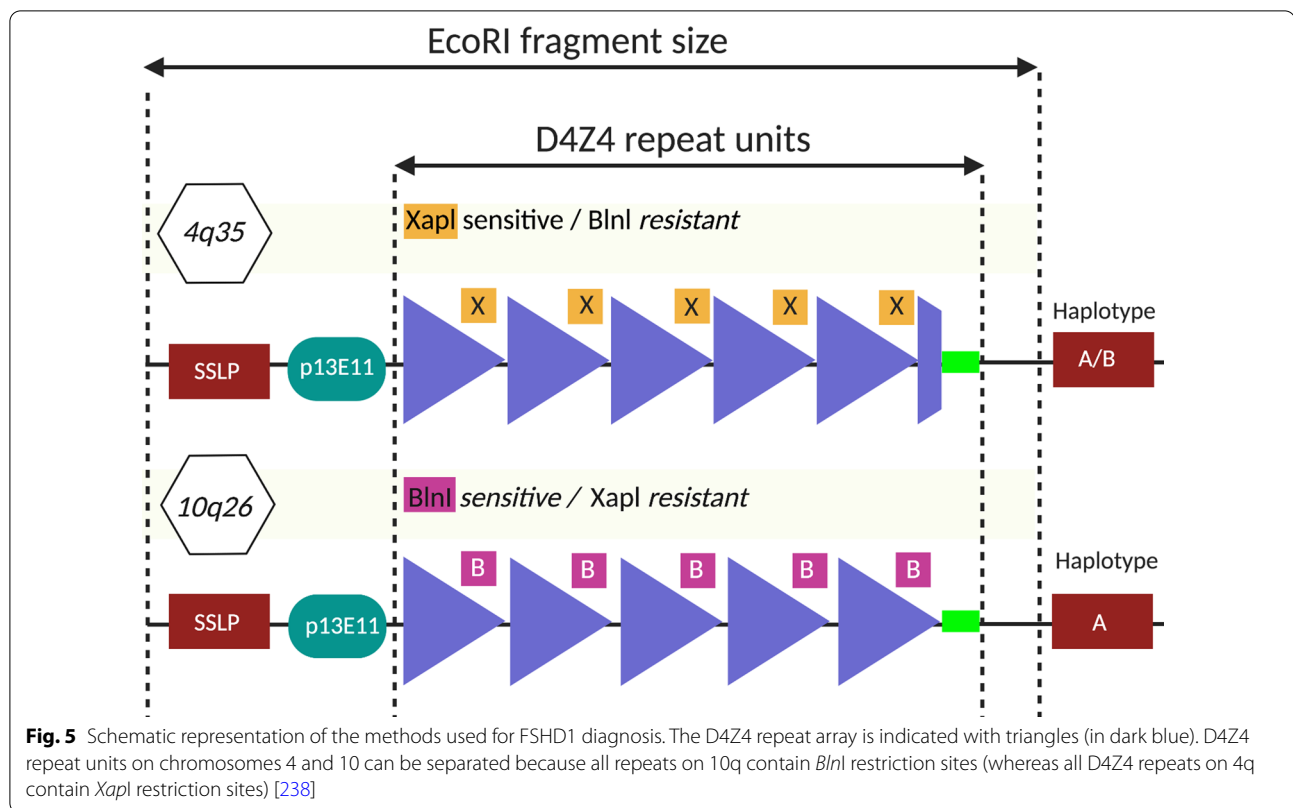 EcoRI fragment size
D4Z4 repeat units
4q35
XapI sensitive / BlnI resistant
X X X X X
Haplotype
SSLP p13E11 A/B
10q26
BlnI sensitive / XapI resistant
B B B B B
Haplotype
SSLP p13E11 A
Fig. 5 Schematic representation of the methods used for FSHD1 diagnosis. The D4Z4 repeat array is indicated with triangles (in dark blue). D4Z4
repeat units on chromosomes 4 and 10 can be separated because all repeats on 10q contain BlnI restriction sites (whereas all D4Z4 repeats on 4q
contain XapI restriction sites) [238]